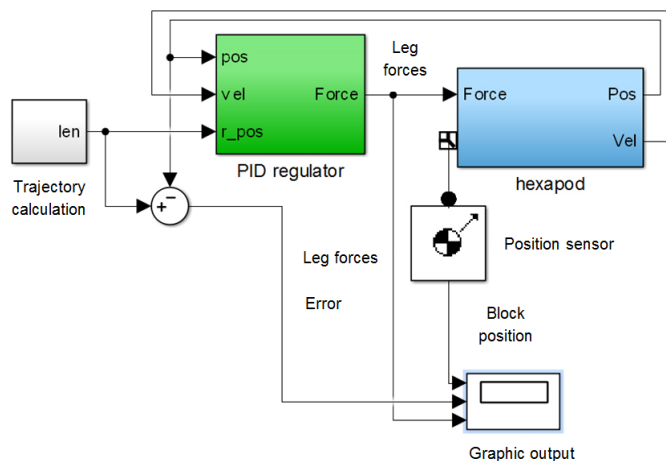 pos
Leg
forces
vel
Force
Force
Pos
len
r_pos
Vel
PID regulator
hexapod
Trajectory
calculation
+
−
Position sensor
Leg forces
Error
Block
position
Graphic output